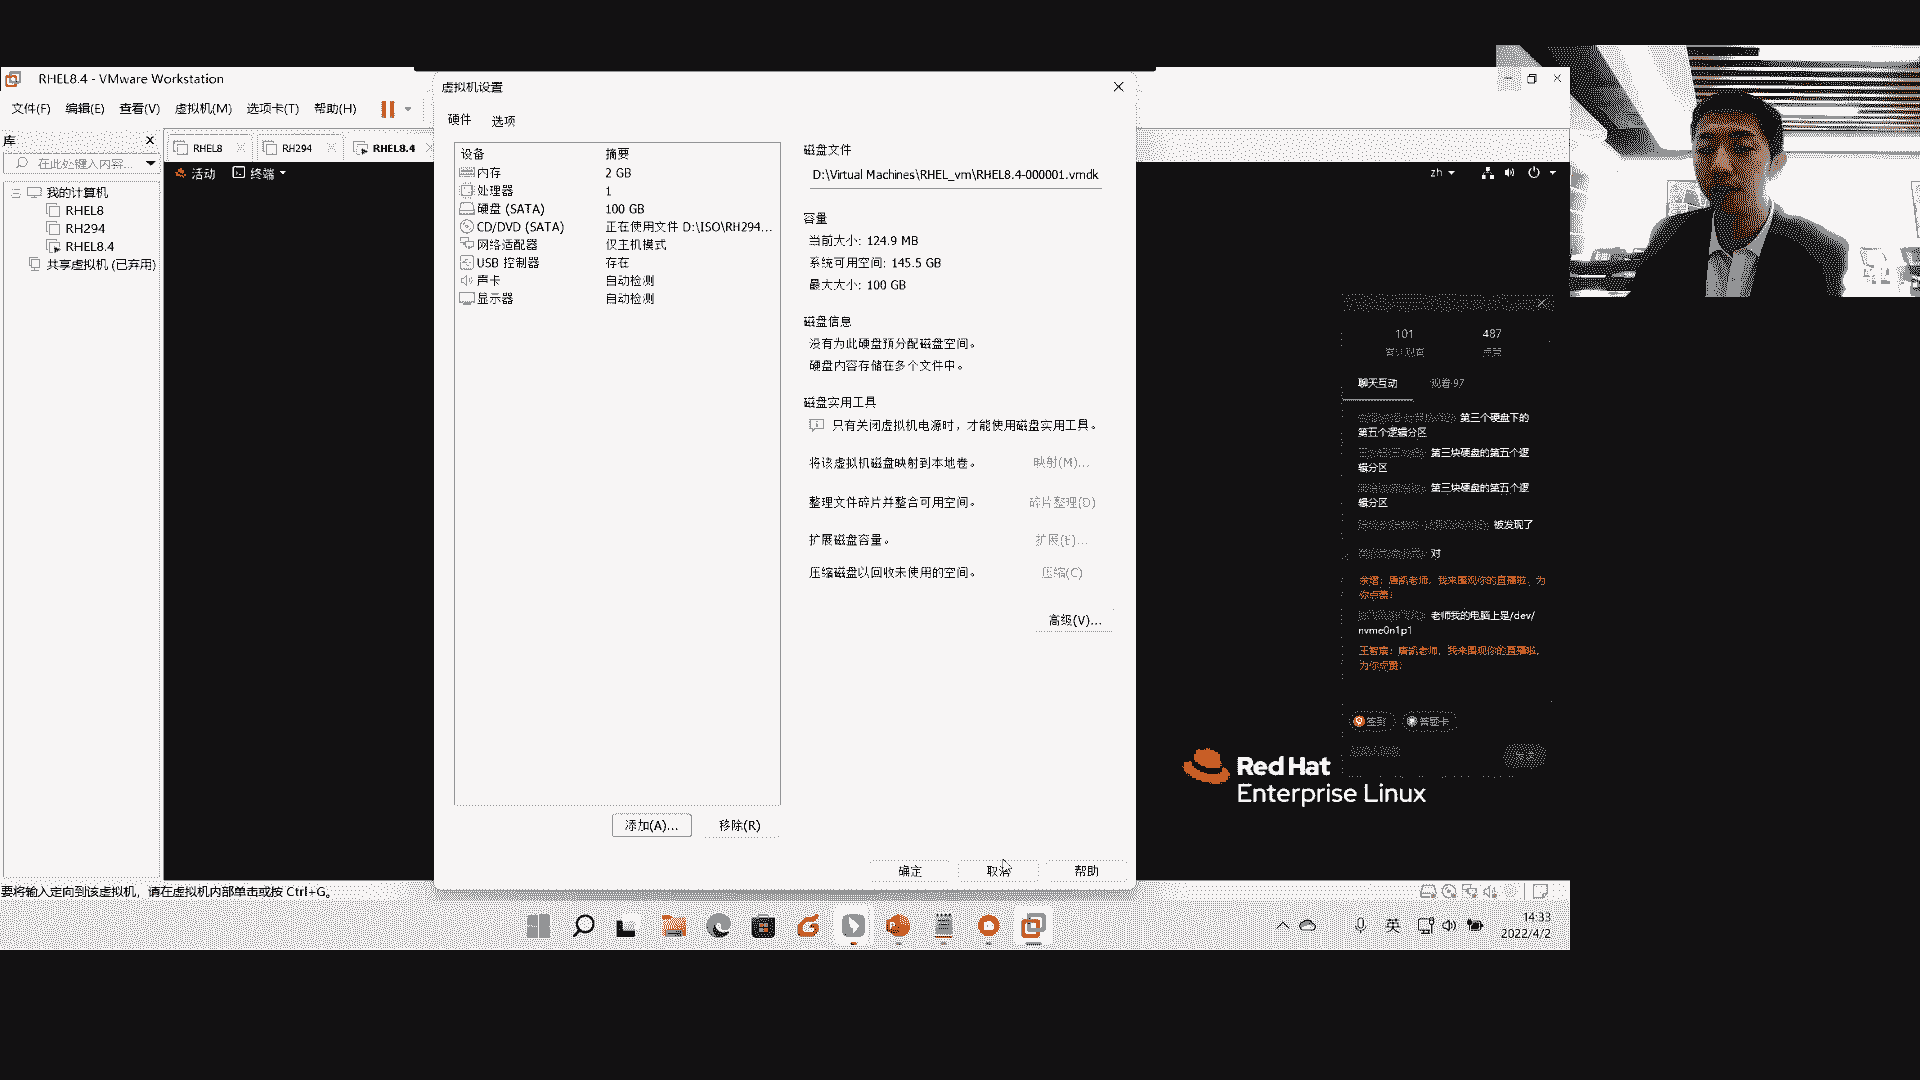 RHEL8.4 - VMware Workstation
文件(F) 编辑(E) 查看(V) 虚拟机(M) 选项卡(T) 帮助(H)
库
在此处键入内容...
我的计算机
RHEL8
RH294
RHEL8.4
共享虚拟机 (已弃用)
RHEL8
RH294
RHEL8.4
活动
终端
zh
虚拟机设置
硬件
选项
设备
摘要
内存
2 GB
处理器
1
硬盘 (SATA)
100 GB
CD/DVD (SATA)
正在使用文件 D:\ISO\RH294...
网络适配器
仅主机模式
USB 控制器
存在
声卡
自动检测
显示器
自动检测
添加(A)...
移除(R)
磁盘文件
D:\Virtual Machines\RHEL_vm\RHEL8.4-000001.vmdk
容量
当前大小: 124.9 MB
系统可用空间: 145.5 GB
最大大小: 100 GB
磁盘信息
没有为此硬盘预分配磁盘空间。
硬盘内容存储在多个文件中。
磁盘实用工具
只有关闭虚拟机电源时，才能使用磁盘实用工具。
将该虚拟机磁盘映射到本地卷。
映射(M)...
整理文件碎片并整合可用空间。
碎片整理(D)
扩展磁盘容量。
扩展(E)...
压缩磁盘以回收未使用的空间。
压缩(C)
高级(V)...
确定
取消
帮助
101
487
聊天互动
观看·97
第三个硬盘下的
第五个逻辑分区
第三块硬盘的第五个逻
辑分区
第三块硬盘的第五个逻
辑分区
被发现了
对
老师，我来围观你的直播啦，为
你点赞！
老师我的电脑上是/dev/
nvme0n1p1
老师，我来围观你的直播啦，
为你点赞！
签到
答题卡
Red Hat
Enterprise Linux
要将输入定向到该虚拟机，请在虚拟机内部单击或按 Ctrl+G。
英
14:33
2022/4/2